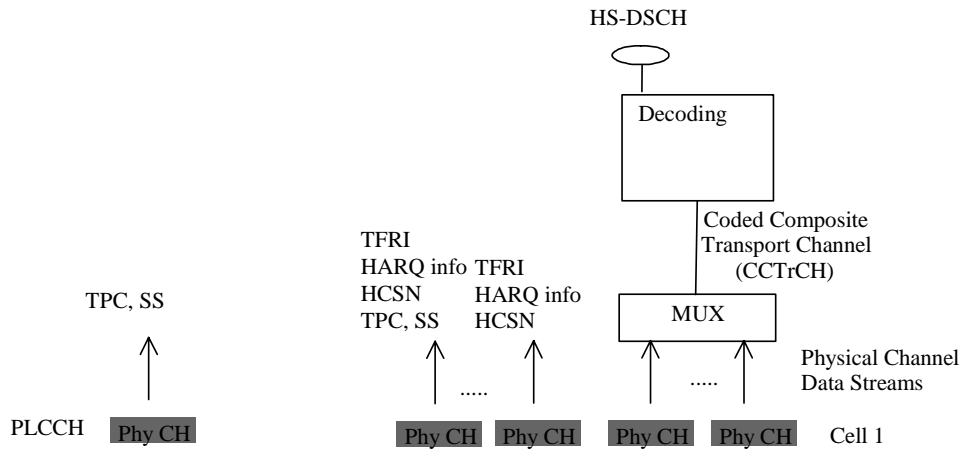 HS-DSCH
Decoding
Coded Composite
Transport Channel
(CCTrCH)
TFRI
HARQ info
HCSN
TPC, SS
TFRI
HARQ info
HCSN
TPC, SS
MUX
Physical Channel
Data Streams
.....
.....
PLCCH
Phy CH
Phy CH
Phy CH
Phy CH
Phy CH
Cell 1